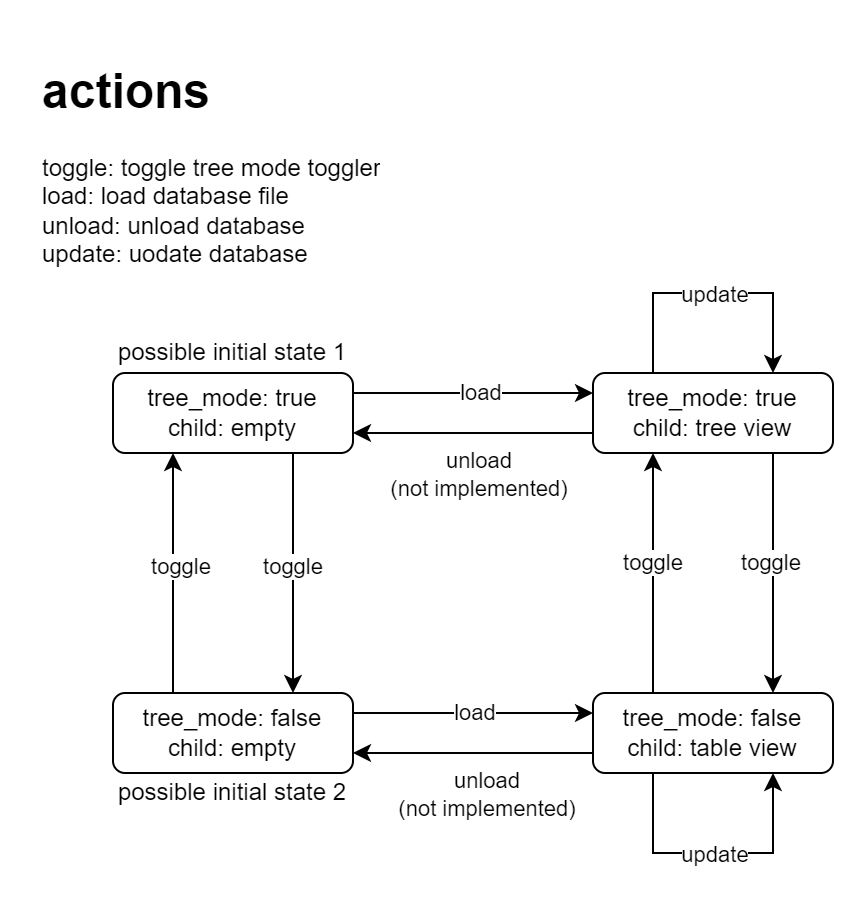 actions
toggle: toggle tree mode toggler
load: load database file
unload: unload database
update: uodate database
update
possible initial state 1
tree_mode: true
child: empty
load
tree_mode: true
child: tree view
unload
(not implemented)
toggle
toggle
toggle
toggle
tree_mode: false
child: empty
load
tree_mode: false
child: table view
unload
(not implemented)
possible initial state 2
update